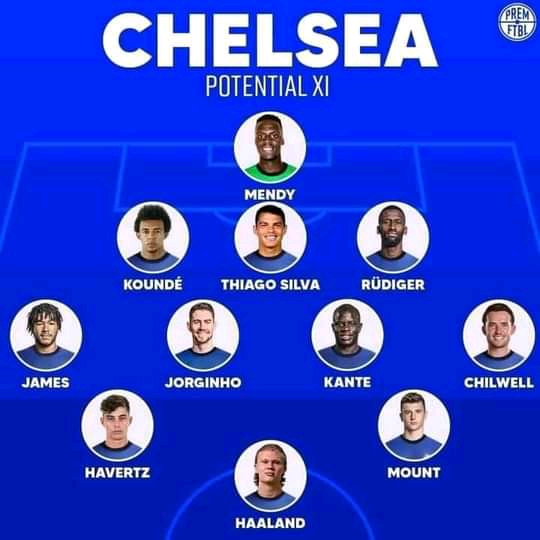 PREM
FTBL
CHELSEA
POTENTIAL XI
MENDY
KOUNDÉ
THIAGO SILVA
RÜDIGER
JAMES
JORGINHO
KANTE
CHILWELL
HAVERTZ
MOUNT
HAALAND